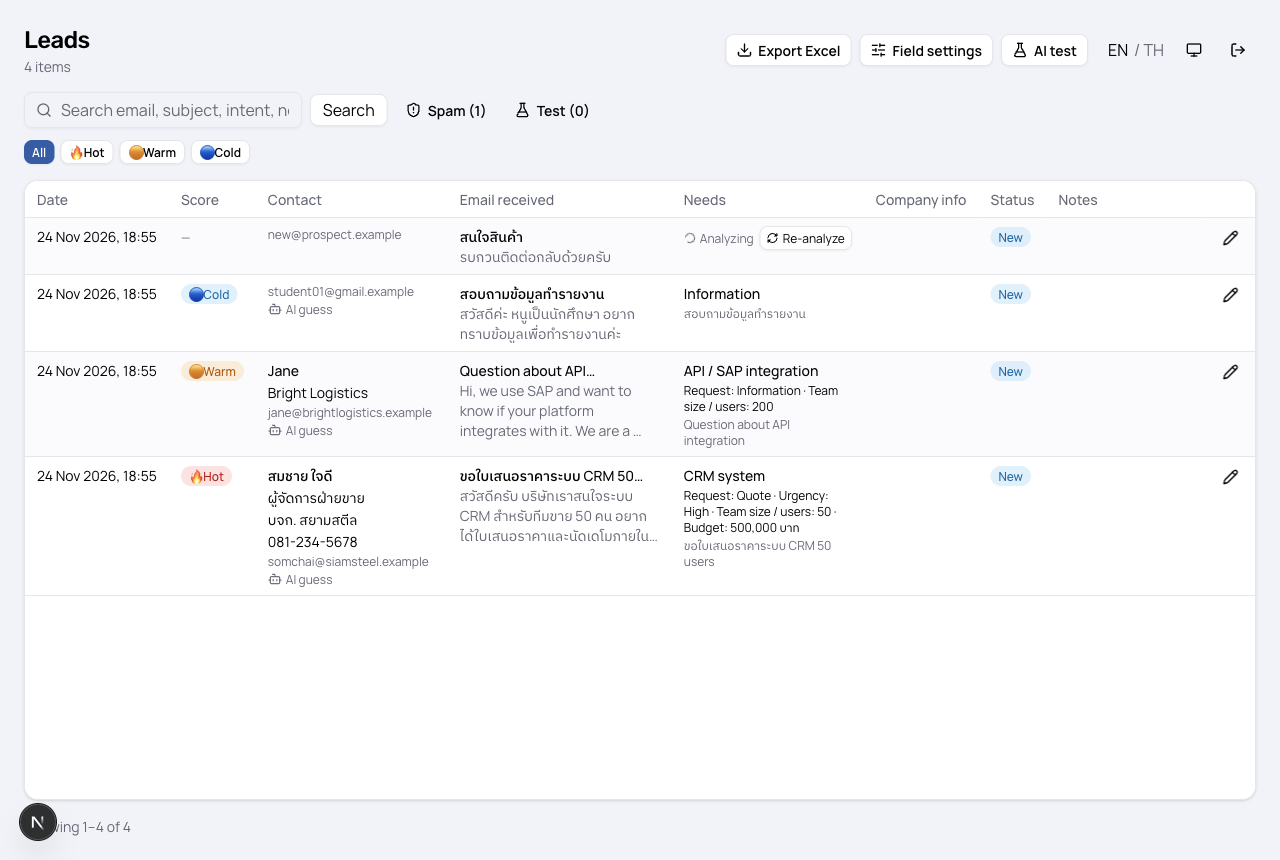 Leads
4 items
Export Excel
Field settings
AI test
EN / TH
Search email, subject, intent, n
Search
Spam (1)
Test (0)
All
🔥Hot
🟠Warm
🔵Cold
Date Score Contact Email received Needs Company info Status Notes
24 Nov 2026, 18:55
—
new@prospect.example
สนใจสินค้า
รบกวนติดต่อกลับด้วยครับ
Analyzing
Re-analyze
New
24 Nov 2026, 18:55
🔵Cold
student01@gmail.example
AI guess
สอบถามข้อมูลทำรายงาน
สวัสดีค่ะ หนูเป็นนักศึกษา อยาก
ทราบข้อมูลเพื่อทำรายงานค่ะ
Information
สอบถามข้อมูลทำรายงาน
New
24 Nov 2026, 18:55
🟠Warm
Jane
Bright Logistics
jane@brightlogistics.example
AI guess
Question about API…
Hi, we use SAP and want to
know if your platform
integrates with it. We are a …
API / SAP integration
Request: Information · Team
size / users: 200
Question about API
integration
New
24 Nov 2026, 18:55
🔥Hot
สมชาย ใจดี
ผู้จัดการฝ่ายขาย
บจก. สยามสตีล
081-234-5678
somchai@siamsteel.example
AI guess
ขอใบเสนอราคาระบบ CRM 50…
สวัสดีครับ บริษัทเราสนใจระบบ
CRM สำหรับทีมขาย 50 คน อยาก
ได้ใบเสนอราคาและนัดเดโมภายใน…
CRM system
Request: Quote · Urgency:
High · Team size / users: 50 ·
Budget: 500,000 บาท
ขอใบเสนอราคาระบบ CRM 50
users
New
N
1–4 of 4